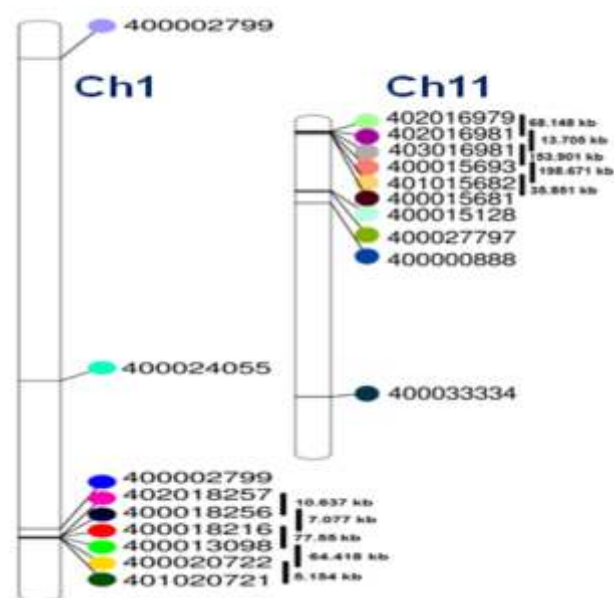 400002799
Ch1
400024055
400002799
402018257
400018256
400018216
400013098
400020722
401020721
10.637 kb
7.077 kb
77.55 kb
64.418 kb
5.154 kb
Ch11
402016979
402016981
403016981
400015693
401015682
400015681
400015128
400027797
400000888
400033334
68.148 kb
13.705 kb
53.901 kb
198.671 kb
35.851 kb